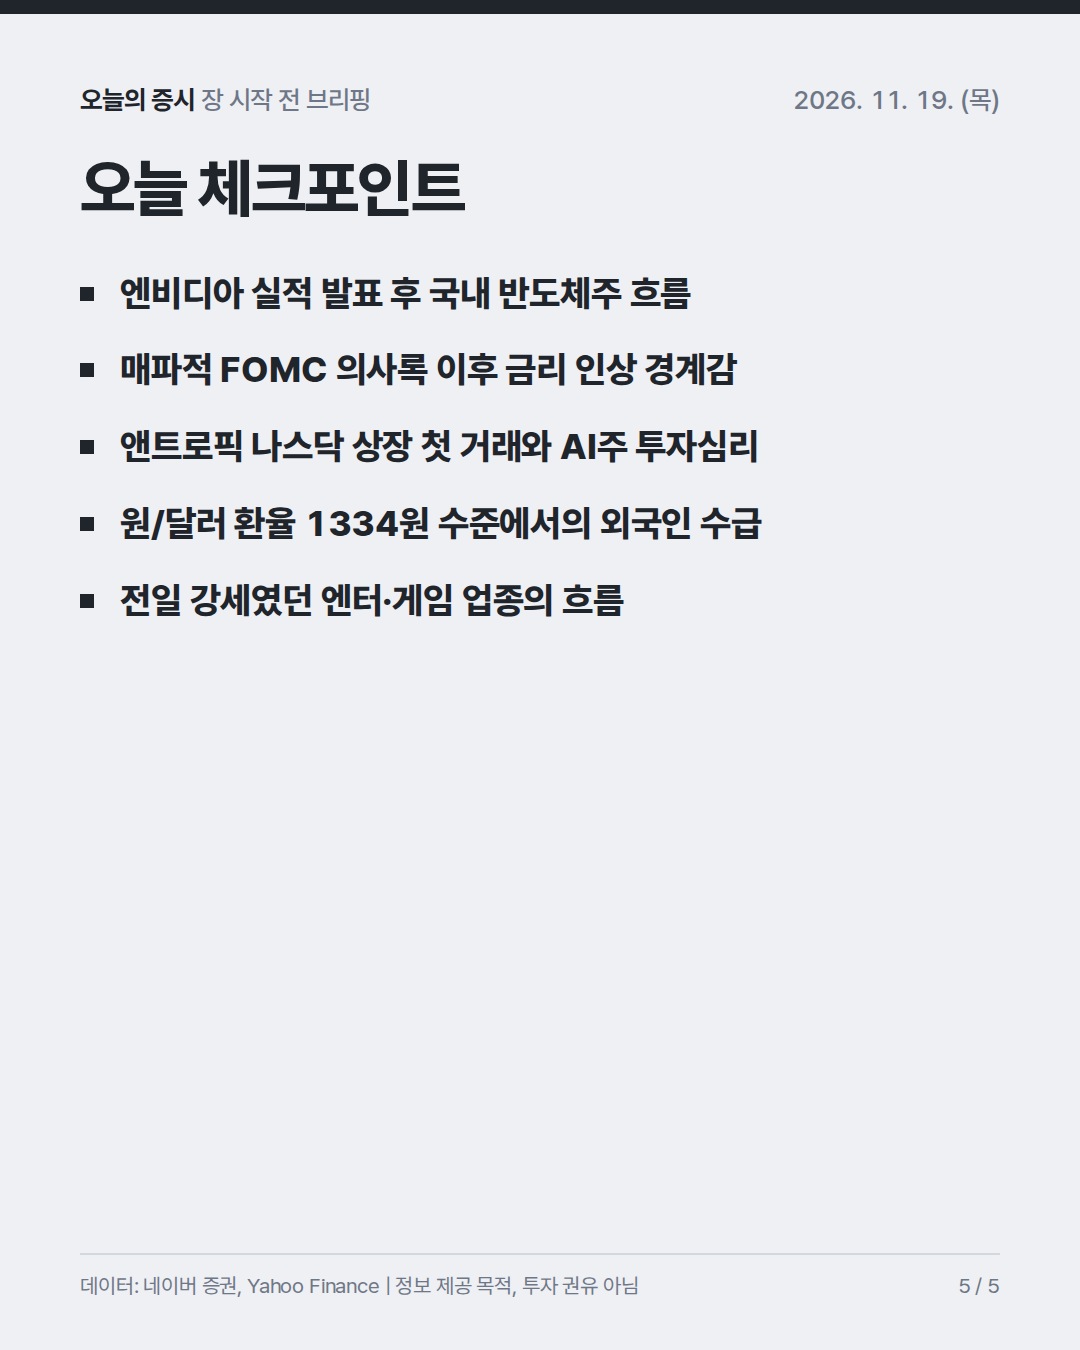 오늘의 증시 장 시작 전 브리핑
2026. 11. 19. (목)
오늘 체크포인트
■ 엔비디아 실적 발표 후 국내 반도체주 흐름
■ 매파적 FOMC 의사록 이후 금리 인상 경계감
■ 앤트로픽 나스닥 상장 첫 거래와 AI주 투자심리
■ 원/달러 환율 1334원 수준에서의 외국인 수급
■ 전일 강세였던 엔터·게임 업종의 흐름
데이터: 네이버 증권, Yahoo Finance | 정보 제공 목적, 투자 권유 아님
5 / 5